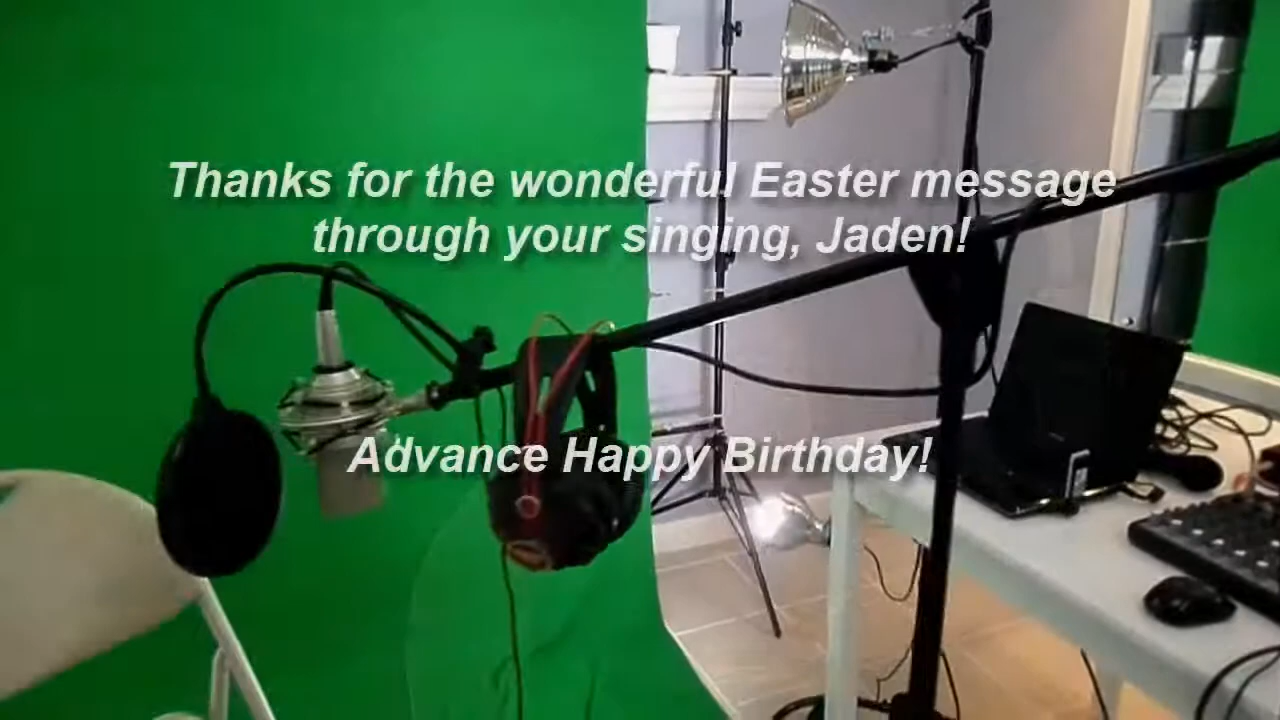 Thanks for the wonderful Easter message
through your singing, Jaden!
Advance Happy Birthday!